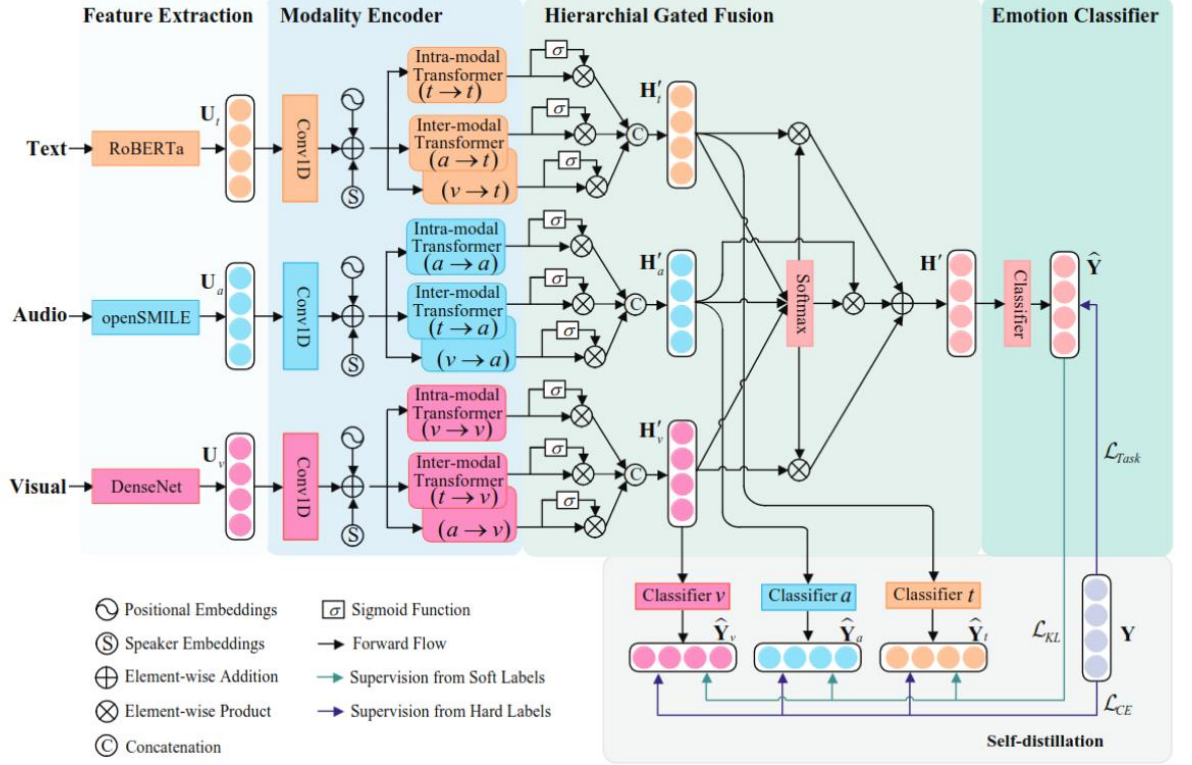 Feature Extraction
Modality Encoder
Hierarchial Gated Fusion
Emotion Classifier
Text
RoBERTa
U_t
Conv1D
S
Intra-modal
Transformer
(t → t)
Inter-modal
Transformer
(a → t)
(v → t)
σ
σ
σ
C
H'_t
Audio
openSMILE
U_a
Conv1D
S
Intra-modal
Transformer
(a → a)
Inter-modal
Transformer
(t → a)
(v → a)
σ
σ
σ
C
H'_a
Softmax
H'
Classifier
Ŷ
Visual
DenseNet
U_v
Conv1D
S
Intra-modal
Transformer
(v → v)
Inter-modal
Transformer
(t → v)
(a → v)
σ
σ
σ
C
H'_v
ℒ_Task
Classifier v
Classifier a
Classifier t
Ŷ_v
Ŷ_a
Ŷ_t
ℒ_KL
Y
ℒ_CE
Self-distillation
Positional Embeddings
S Speaker Embeddings
Element-wise Addition
Element-wise Product
C Concatenation
σ Sigmoid Function
Forward Flow
Supervision from Soft Labels
Supervision from Hard Labels